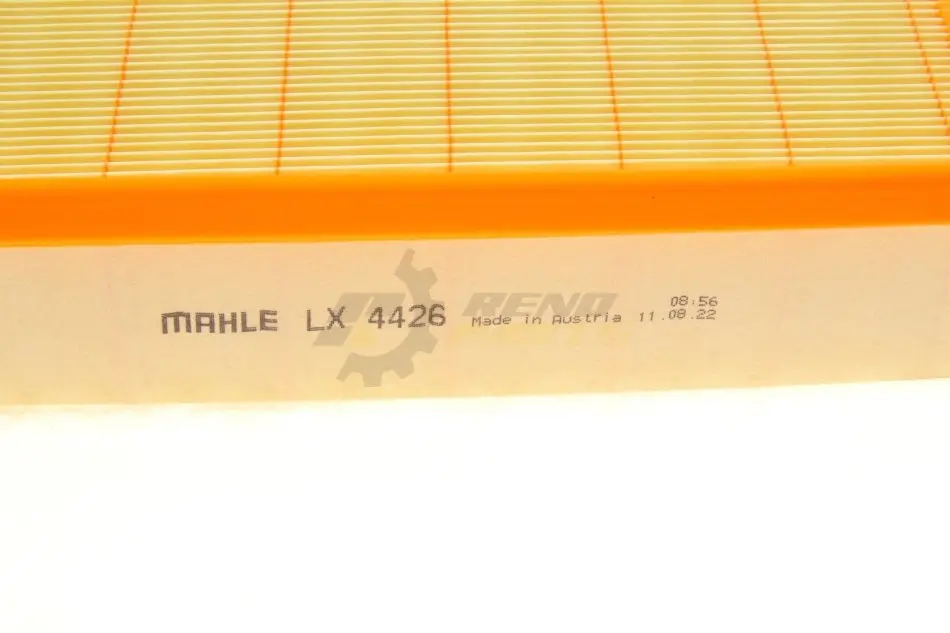 08:56
MAHLE LX 4426 Made in Austria 11.08.22
RENO